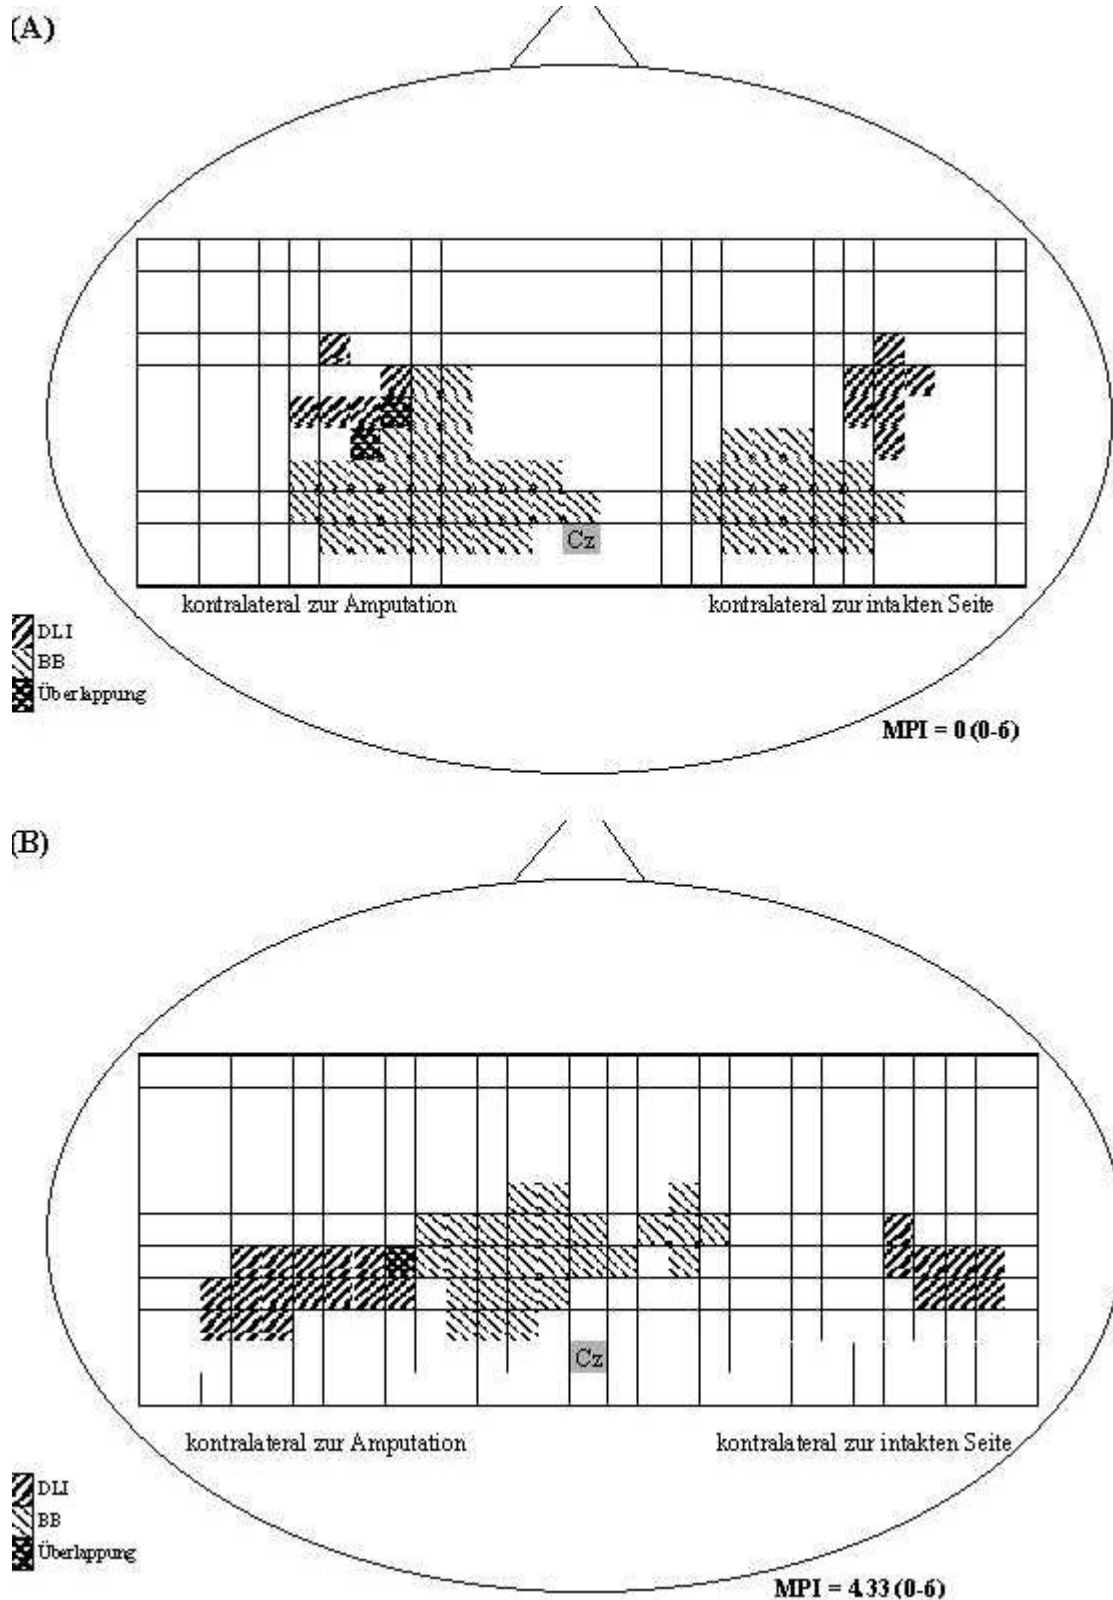 (A)
Cz
kontralateral zur Amputation kontralateral zur intakten Seite
DLI
BB
Überlappung
MPI = 0 (0-6)
(B)
Cz
kontralateral zur Amputation kontralateral zur intakten Seite
DLI
BB
Überlappung
MPI = 4.33 (0-6)